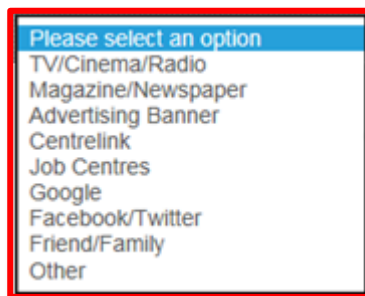 Please select an option
TV/Cinema/Radio
Magazine/Newspaper
Advertising Banner
Centrelink
Job Centres
Google
Facebook/Twitter
Friend/Family
Other